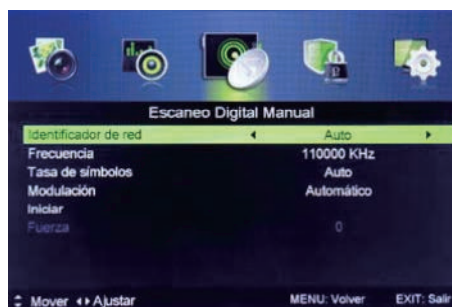 Escaneo Digital Manual
Identificador de red Auto
Frecuencia 110000 KHz
Tasa de símbolos Auto
Modulación Automático
Iniciar
Fuerza 0
Mover Ajustar MENU: Volver EXIT: Salir